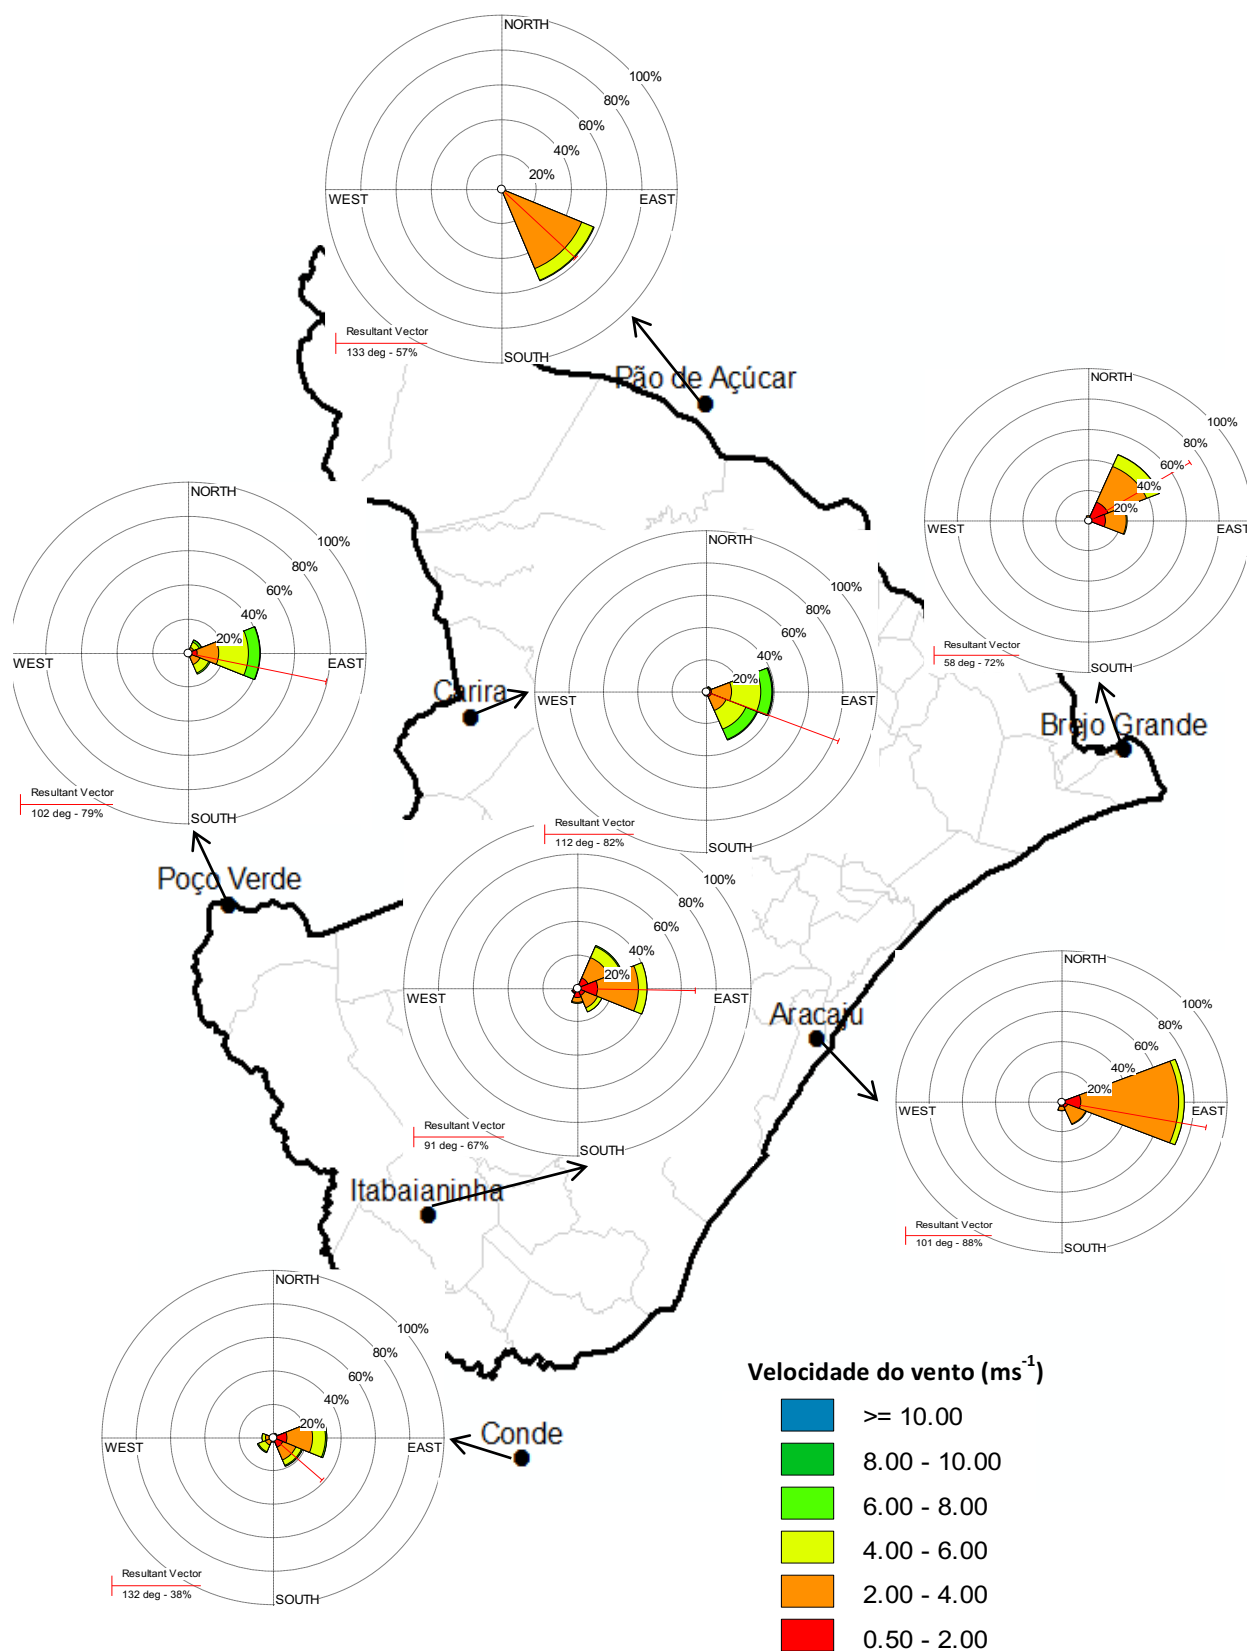 NORTH
100%
80%
60%
40%
20%
WEST
EAST
Resultant Vector
133 deg - 57%
SOUTH
Pão de Açúcar
NORTH
100%
80%
60%
40%
20%
WEST
EAST
Resultant Vector
58 deg - 72%
SOUTH
Brejo Grande
NORTH
100%
80%
60%
40%
20%
WEST
EAST
Resultant Vector
102 deg - 79%
SOUTH
Poço Verde
Carira
NORTH
100%
80%
60%
40%
20%
WEST
EAST
SOUTH
Resultant Vector
112 deg - 82%
100%
80%
60%
40%
20%
WEST
EAST
Resultant Vector
91 deg - 67%
SOUTH
Itabaianinha
Aracaju
NORTH
100%
80%
60%
40%
20%
WEST
EAST
Resultant Vector
101 deg - 88%
SOUTH
NORTH
100%
80%
60%
40%
20%
WEST
EAST
Resultant Vector
132 deg - 38%
SOUTH
Conde
Velocidade do vento (ms⁻¹)
>= 10.00
8.00 - 10.00
6.00 - 8.00
4.00 - 6.00
2.00 - 4.00
0.50 - 2.00